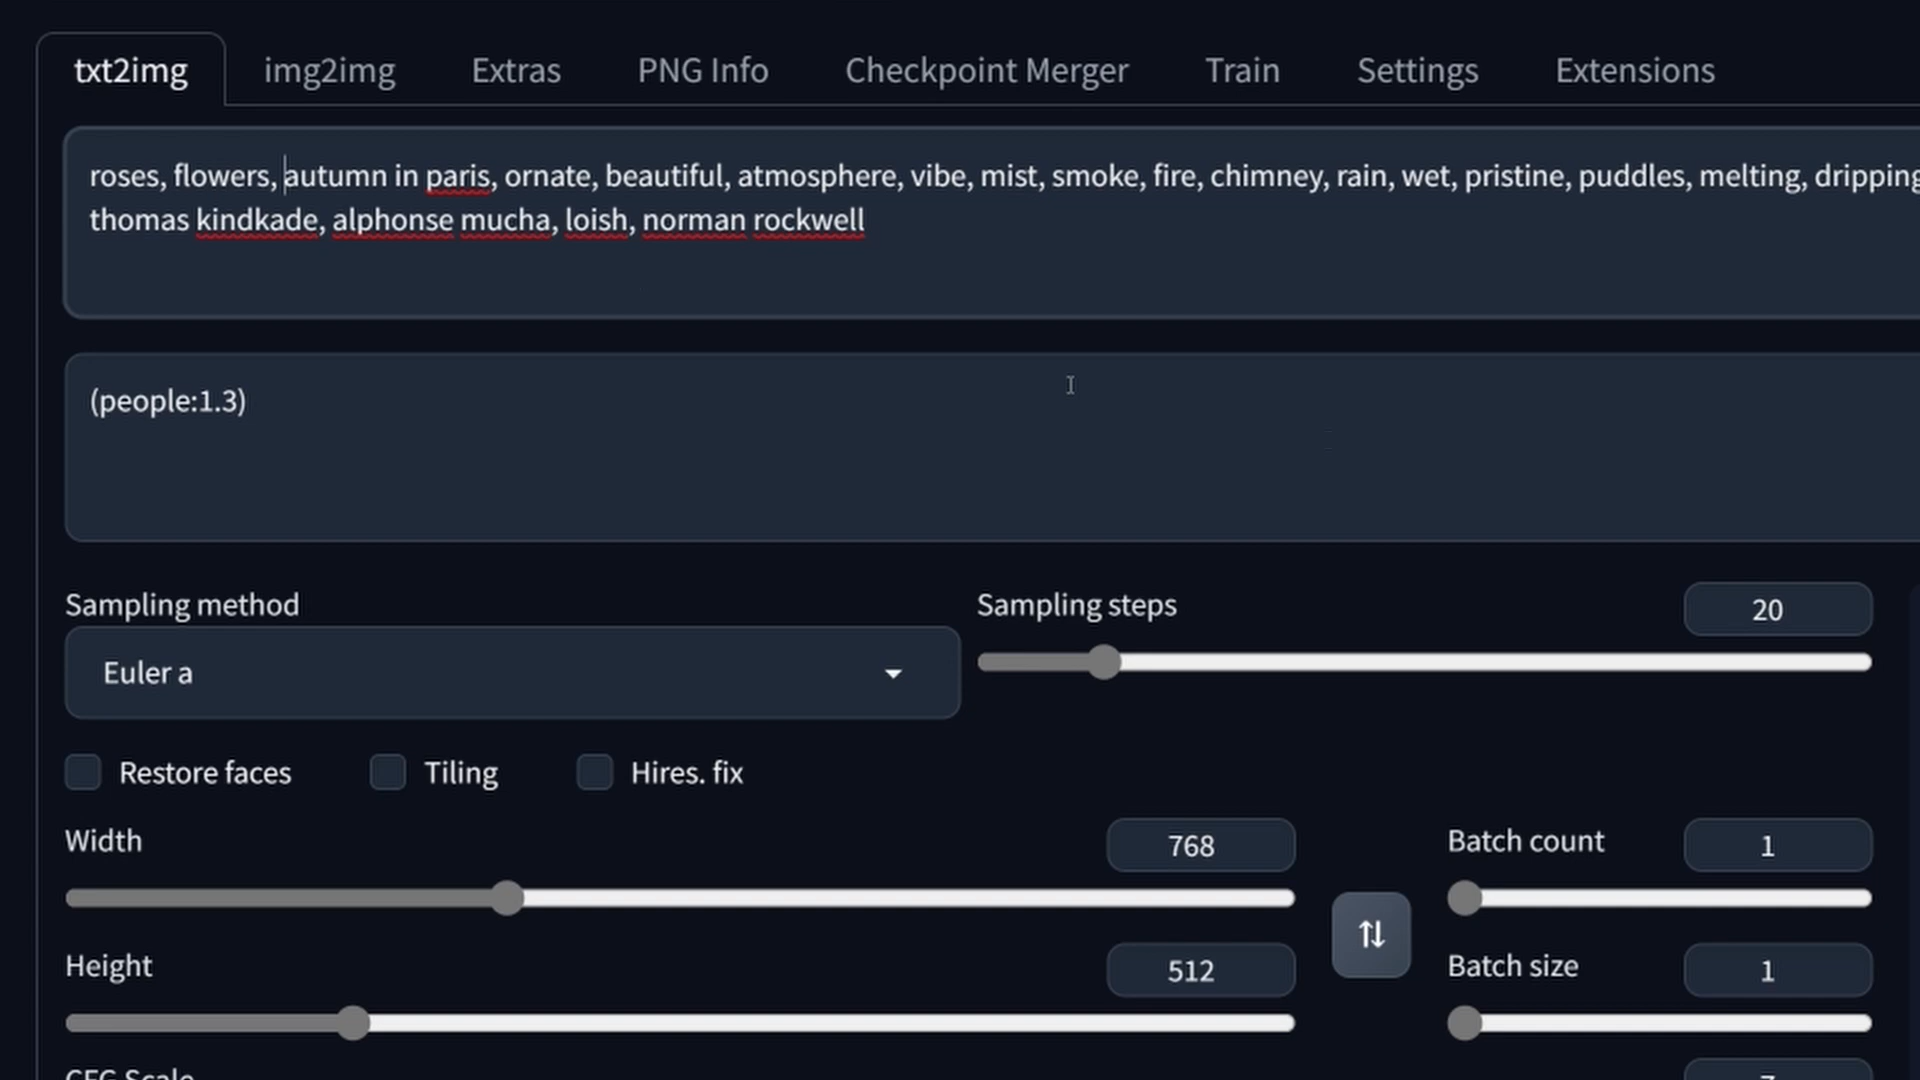 txt2img img2img Extras PNG Info Checkpoint Merger Train Settings Extensions
roses, flowers, autumn in paris, ornate, beautiful, atmosphere, vibe, mist, smoke, fire, chimney, rain, wet, pristine, puddles, melting, dripping
thomas kindkade, alphonse mucha, loish, norman rockwell
(people:1.3)
Sampling method
Sampling steps 20
Euler a
Restore faces Tiling Hires. fix
Width 768
Batch count 1
Height 512
Batch size 1
CFG Scale